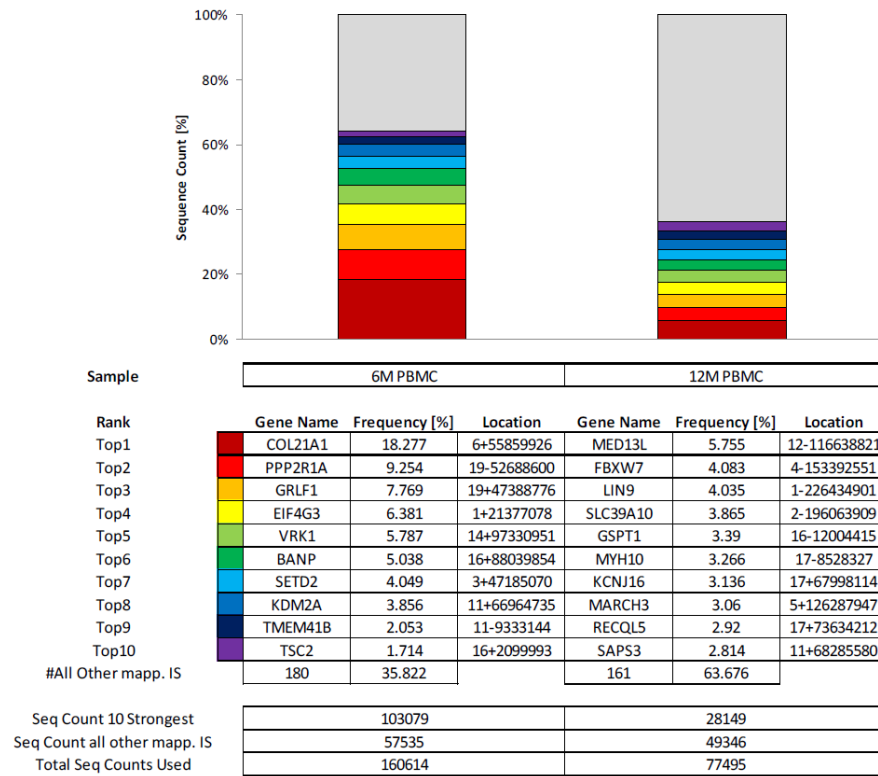 100%
80%
60%
40%
20%
0%
Sequence Count [%]
Sample 6M PBMC 12M PBMC
Rank Gene Name Frequency [%] Location Gene Name Frequency [%] Location
Top1 COL21A1 18.277 6+55859926 MED13L 5.755 12-116638821
Top2 PPP2R1A 9.254 19-52688600 FBXW7 4.083 4-153392551
Top3 GRLF1 7.769 19+47388776 LIN9 4.035 1-226434901
Top4 EIF4G3 6.381 1+21377078 SLC39A10 3.865 2-196063909
Top5 VRK1 5.787 14+97330951 GSPT1 3.39 16-12004415
Top6 BANP 5.038 16+88039854 MYH10 3.266 17-8528327
Top7 SETD2 4.049 3+47185070 KCNJ16 3.136 17+67998114
Top8 KDM2A 3.856 11+66964735 MARCH3 3.06 5+126287947
Top9 TMEM41B 2.053 11-9333144 RECQL5 2.92 17+73634212
Top10 TSC2 1.714 16+2099993 SAPS3 2.814 11+68285580
#All Other mapp. IS 180 35.822 161 63.676
Seq Count 10 Strongest 103079 28149
Seq Count all other mapp. IS 57535 49346
Total Seq Counts Used 160614 77495